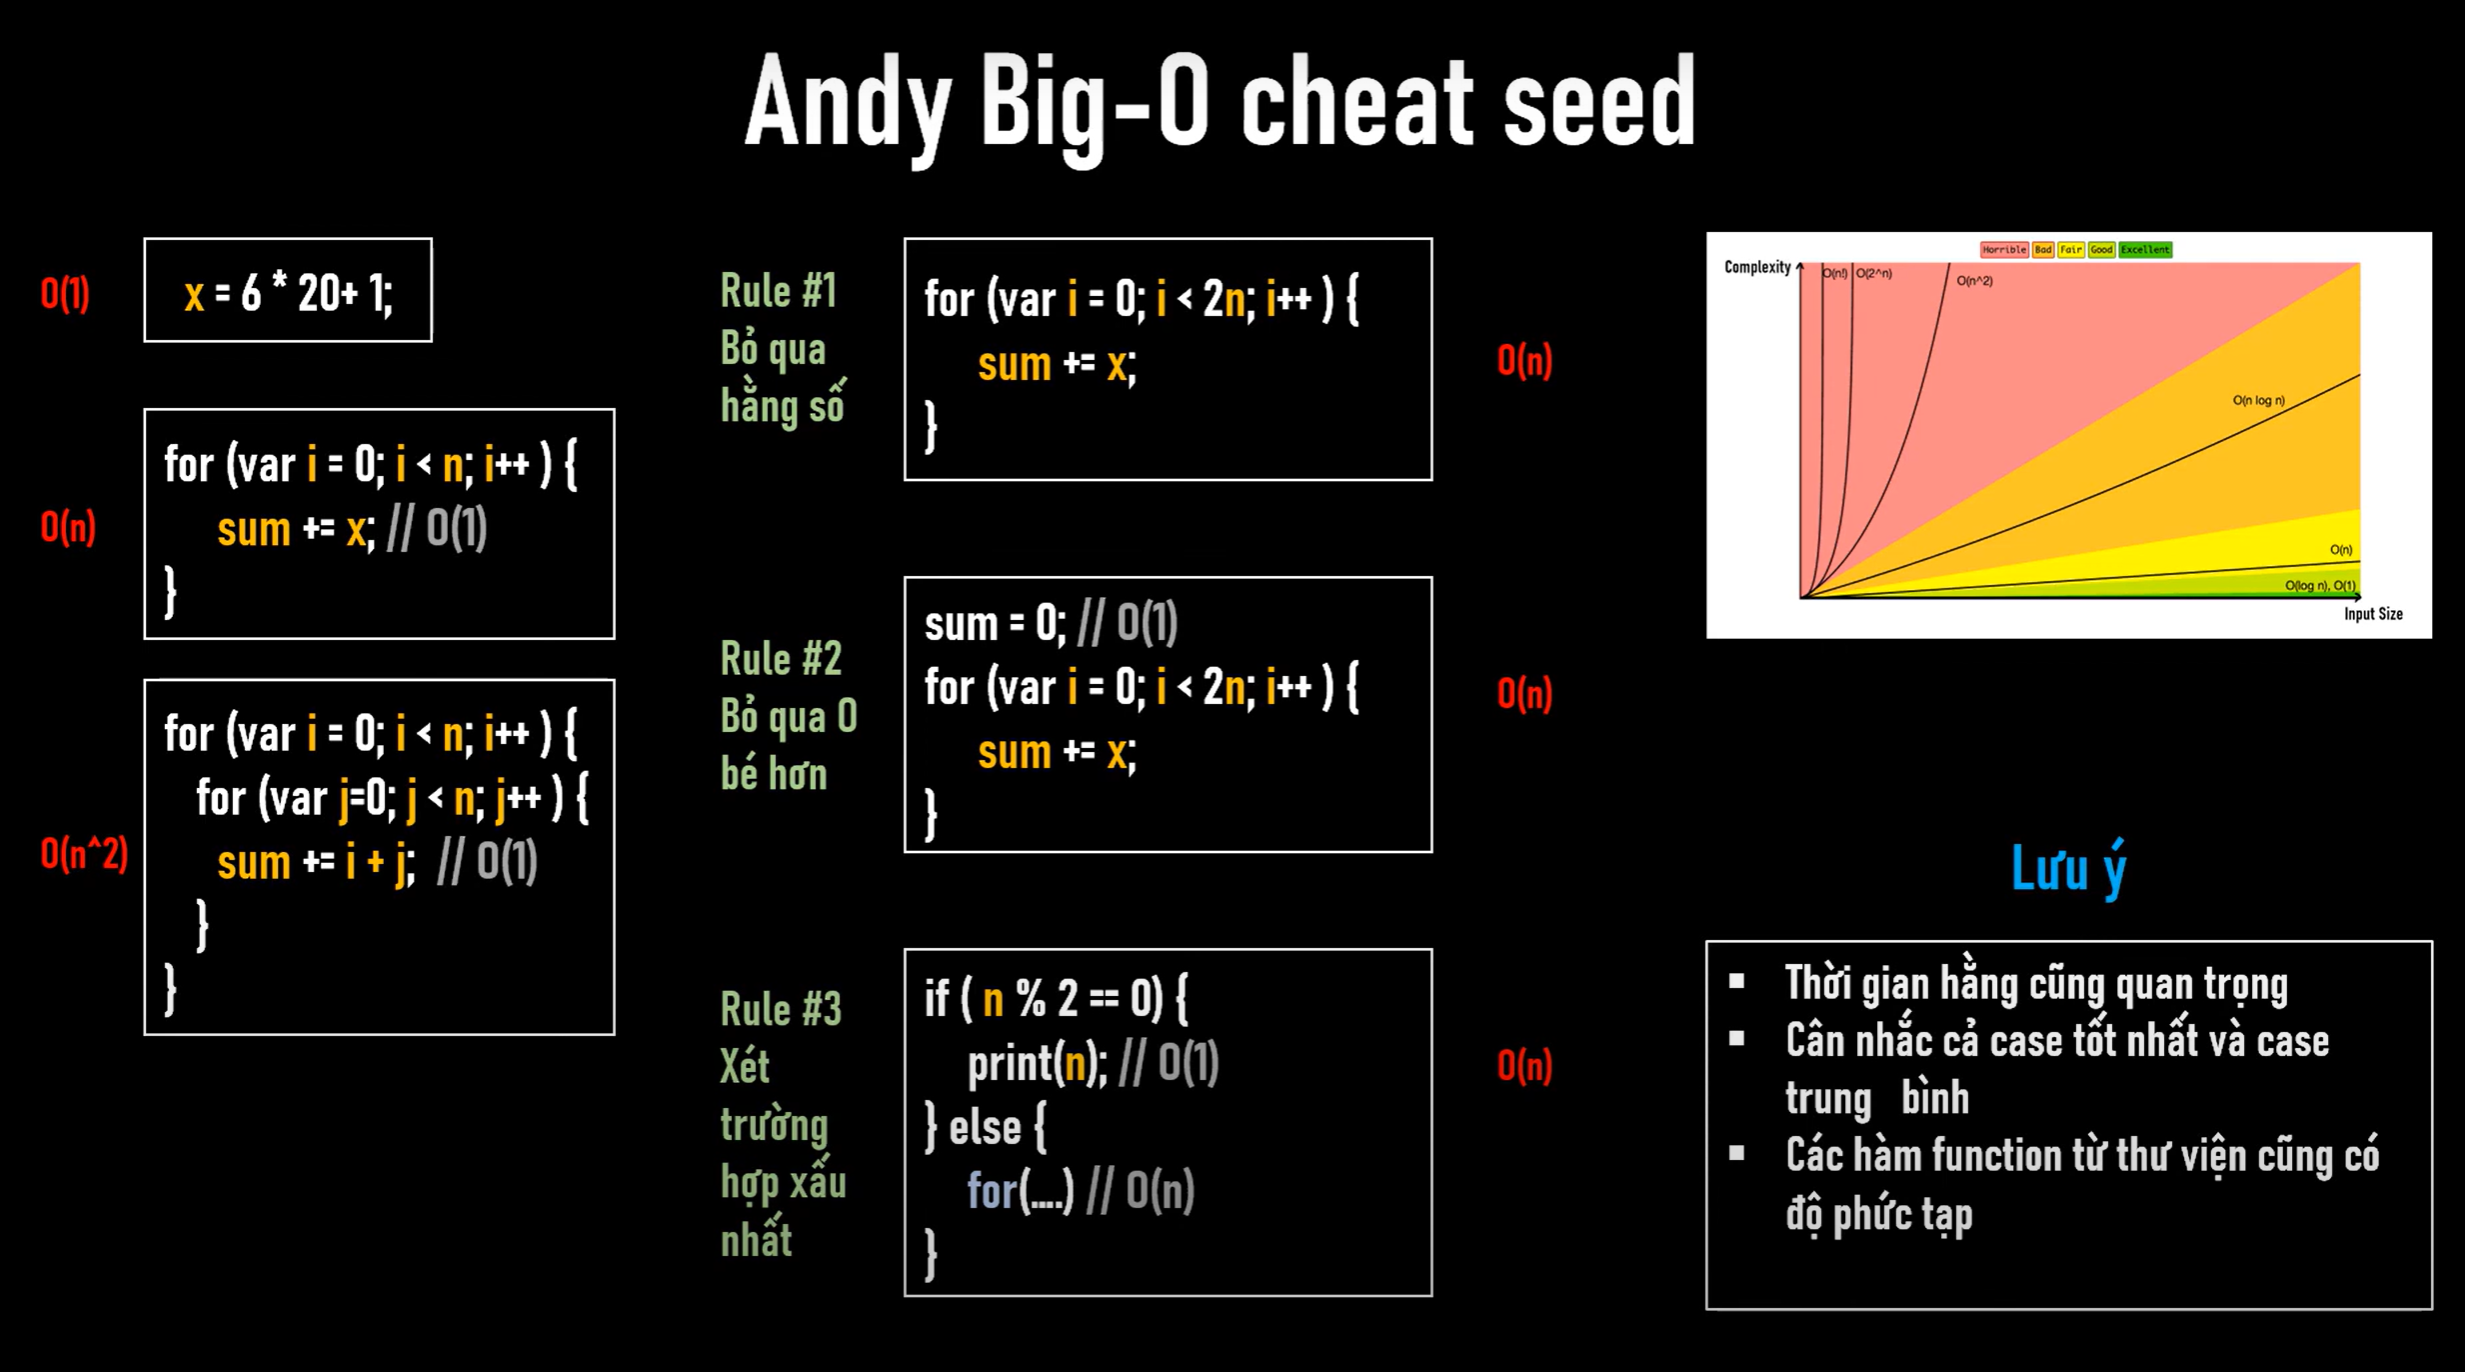 Andy Big-O cheat seed
O(1)
x = 6 * 20+ 1;
O(n)
for (var i = 0; i < n; i++ ) {
sum += x; // O(1)
}
O(n^2)
for (var i = 0; i < n; i++ ) {
for (var j=0; j < n; j++ ) {
sum += i + j; // O(1)
}
}
Rule #1
Bỏ qua
hằng số
for (var i = 0; i < 2n; i++ ) {
sum += x;
}
O(n)
Rule #2
Bỏ qua O
bé hơn
sum = 0; // O(1)
for (var i = 0; i < 2n; i++ ) {
sum += x;
}
O(n)
Rule #3
Xét
trường
hợp xấu
nhất
if ( n % 2 == 0) {
print(n); // O(1)
} else {
for(....) // O(n)
}
O(n)
Horrible Bad Fair Good Excellent
Complexity
O(n!) O(2^n) O(n^2)
O(n log n)
O(n)
O(log n), O(1)
Input Size
Lưu ý
▪ Thời gian hằng cũng quan trọng
▪ Cân nhắc cả case tốt nhất và case
trung bình
▪ Các hàm function từ thư viện cũng có
độ phức tạp